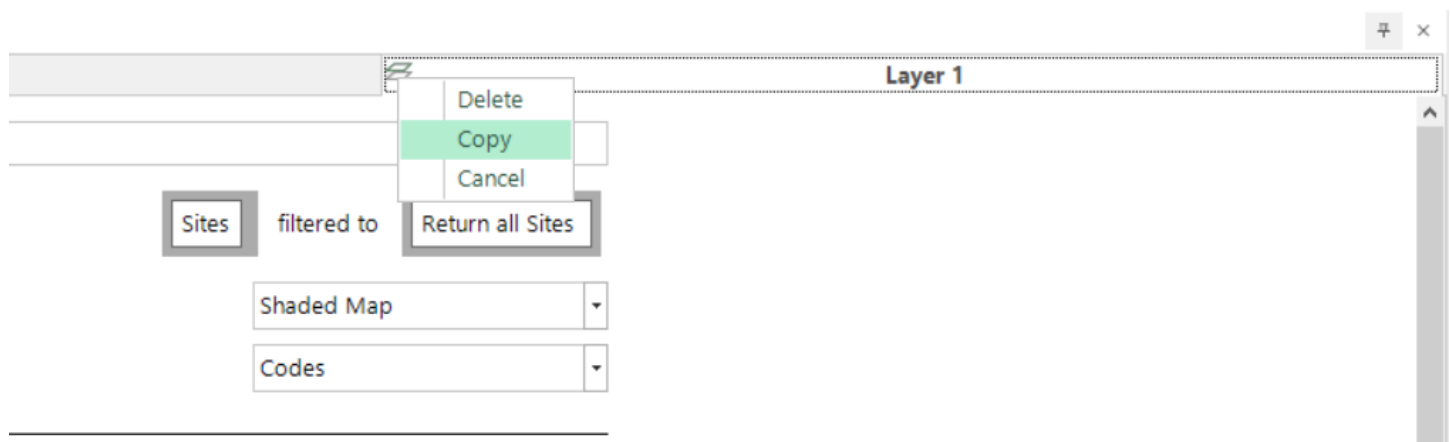 Layer 1
Delete
Copy
Cancel
Sites filtered to Return all Sites
Shaded Map
Codes